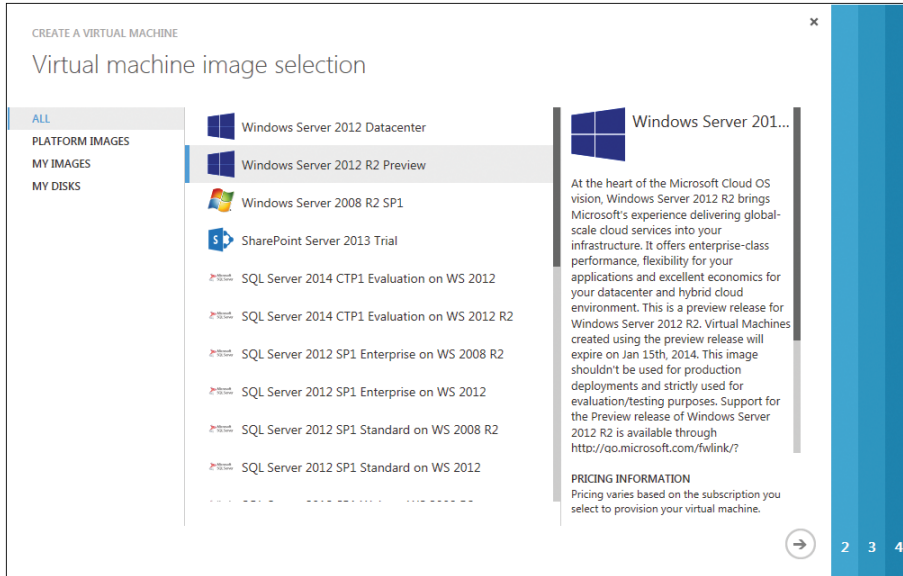 CREATE A VIRTUAL MACHINE
×
Virtual machine image selection
ALL
PLATFORM IMAGES
MY IMAGES
MY DISKS
Windows Server 2012 Datacenter
Windows Server 2012 R2 Preview
Windows Server 2008 R2 SP1
SharePoint Server 2013 Trial
SQL Server 2014 CTP1 Evaluation on WS 2012
SQL Server 2014 CTP1 Evaluation on WS 2012 R2
SQL Server 2012 SP1 Enterprise on WS 2008 R2
SQL Server 2012 SP1 Enterprise on WS 2012
SQL Server 2012 SP1 Standard on WS 2008 R2
SQL Server 2012 SP1 Standard on WS 2012
Windows Server 201...
At the heart of the Microsoft Cloud OS
vision, Windows Server 2012 R2 brings
Microsoft's experience delivering global-
scale cloud services into your
infrastructure. It offers enterprise-class
performance, flexibility for your
applications and excellent economics for
your datacenter and hybrid cloud
environment. This is a preview release for
Windows Server 2012 R2. Virtual Machines
created using the preview release will
expire on Jan 15th, 2014. This image
shouldn't be used for production
deployments and strictly used for
evaluation/testing purposes. Support for
the Preview release of Windows Server
2012 R2 is available through
http://go.microsoft.com/fwlink/?
PRICING INFORMATION
Pricing varies based on the subscription you
select to provision your virtual machine.
2 3 4